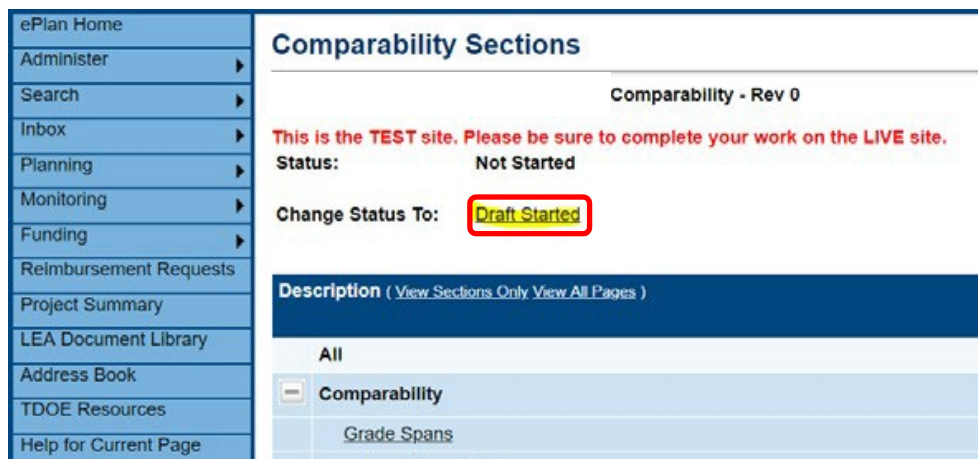 ePlan Home
Administer
Search
Inbox
Planning
Monitoring
Funding
Reimbursement Requests
Project Summary
LEA Document Library
Address Book
TDOE Resources
Help for Current Page
Comparability Sections
Comparability - Rev 0
This is the TEST site. Please be sure to complete your work on the LIVE site.
Status: Not Started
Change Status To: Draft Started
Description ( View Sections Only View All Pages )
All
Comparability
Grade Spans